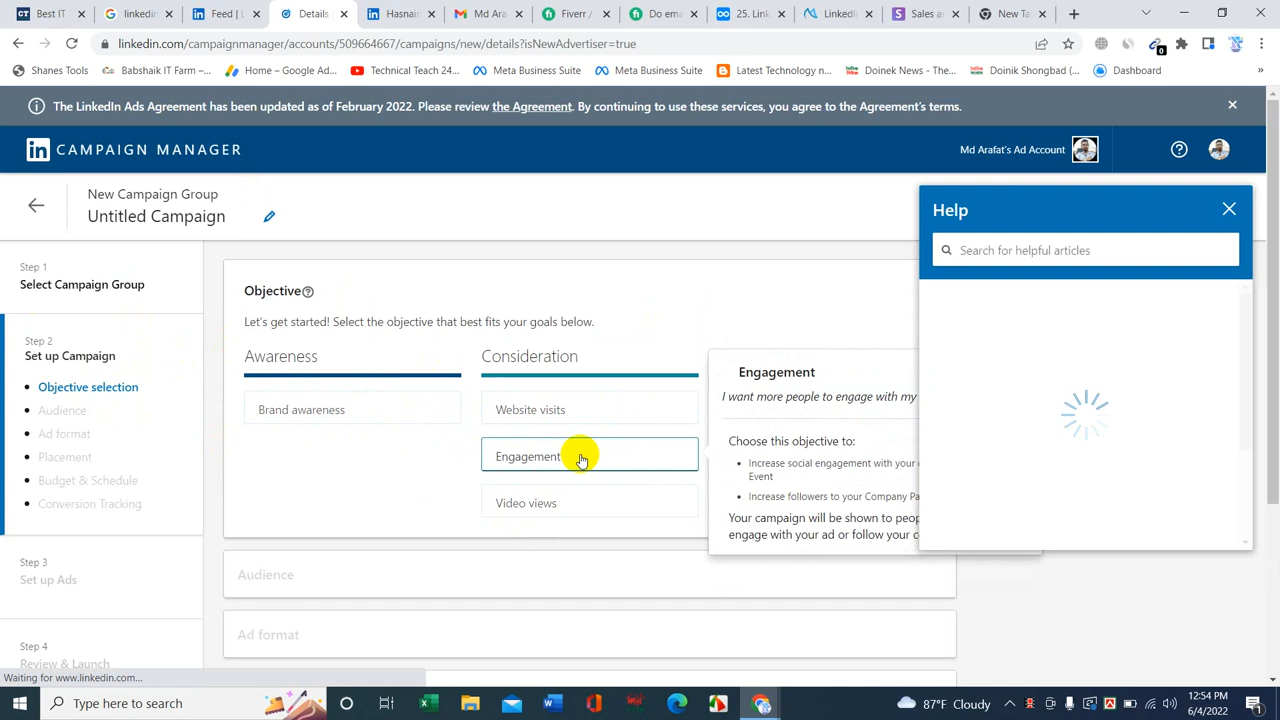 Best IT
linkedin
Feed | L
Details
Hasnain
Md Ara
Fiverr /
Do ema
25. Link
LinkedIn
Sales au
New Ta
linkedin.com/campaignmanager/accounts/509664667/campaigns/new/details?isNewAdvertiser=true
0
Shanes Tools
Babshaik IT Farm –...
Home – Google Ad...
Technical Teach 24...
Meta Business Suite
Meta Business Suite
Latest Technology n...
Doinek News - The...
Doinik Shongbad (...
Dashboard
»
The LinkedIn Ads Agreement has been updated as of February 2022. Please review the Agreement. By continuing to use these services, you agree to the Agreement's terms.
in CAMPAIGN MANAGER
Md Arafat's Ad Account
New Campaign Group
Untitled Campaign
Help
Search for helpful articles
Step 1
Select Campaign Group
Step 2
Set up Campaign
Objective selection
Audience
Ad format
Placement
Budget & Schedule
Conversion Tracking
Step 3
Set up Ads
Step 4
Review & Launch
Objective
Let's get started! Select the objective that best fits your goals below.
Awareness
Consideration
Brand awareness
Website visits
Engagement
Video views
Engagement
I want more people to engage with my
Choose this objective to:
Increase social engagement with your
Event
Increase followers to your Company Pa
Your campaign will be shown to peop
engage with your ad or follow your c
Audience
Ad format
Waiting for www.linkedin.com...
Type here to search
87°F Cloudy
12:54 PM
6/4/2022
1